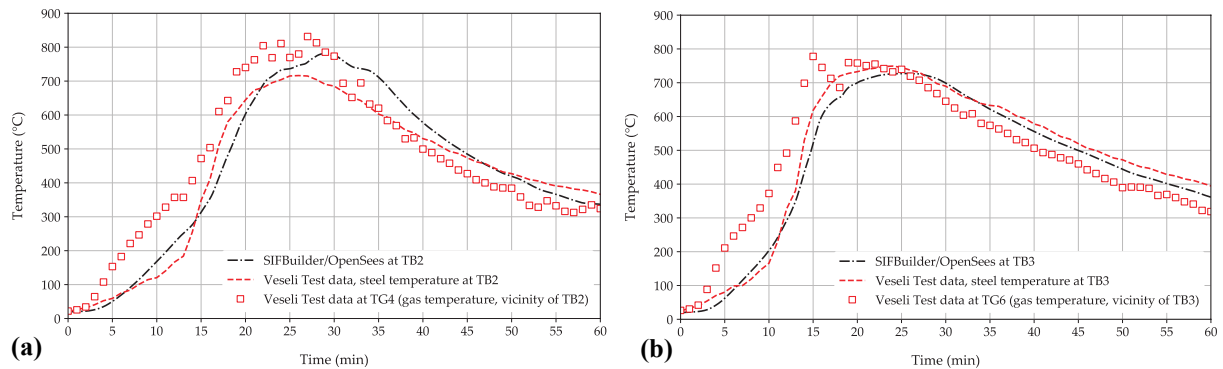 900
800
700
600
500
400
300
200
100
0
Temperature (°C)
SIFBuilder/OpenSees at TB2
Veseli Test data, steel temperature at TB2
Veseli Test data at TG4 (gas temperature, vicinity of TB2)
0 5 10 15 20 25 30 35 40 45 50 55 60
Time (min)
(a)
900
800
700
600
500
400
300
200
100
0
Temperature (°C)
SIFBuilder/OpenSees at TB3
Veseli Test data, steel temperature at TB3
Veseli Test data at TG6 (gas temperature, vicinity of TB3)
0 5 10 15 20 25 30 35 40 45 50 55 60
Time (min)
(b)